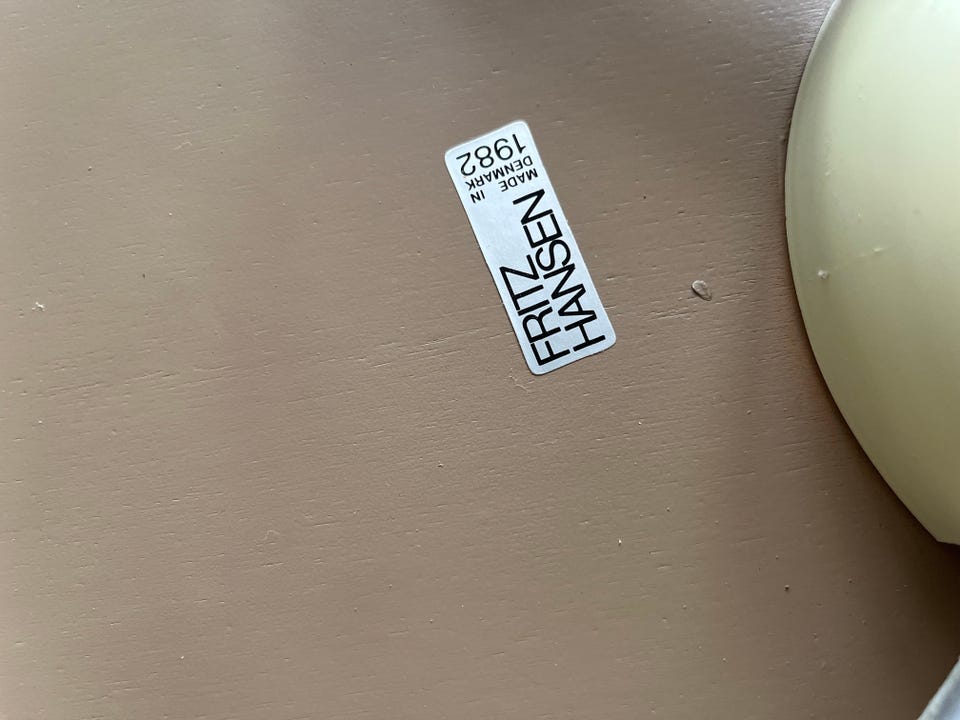 FRITZ
HANSEN
MADE IN
DENMARK
1982